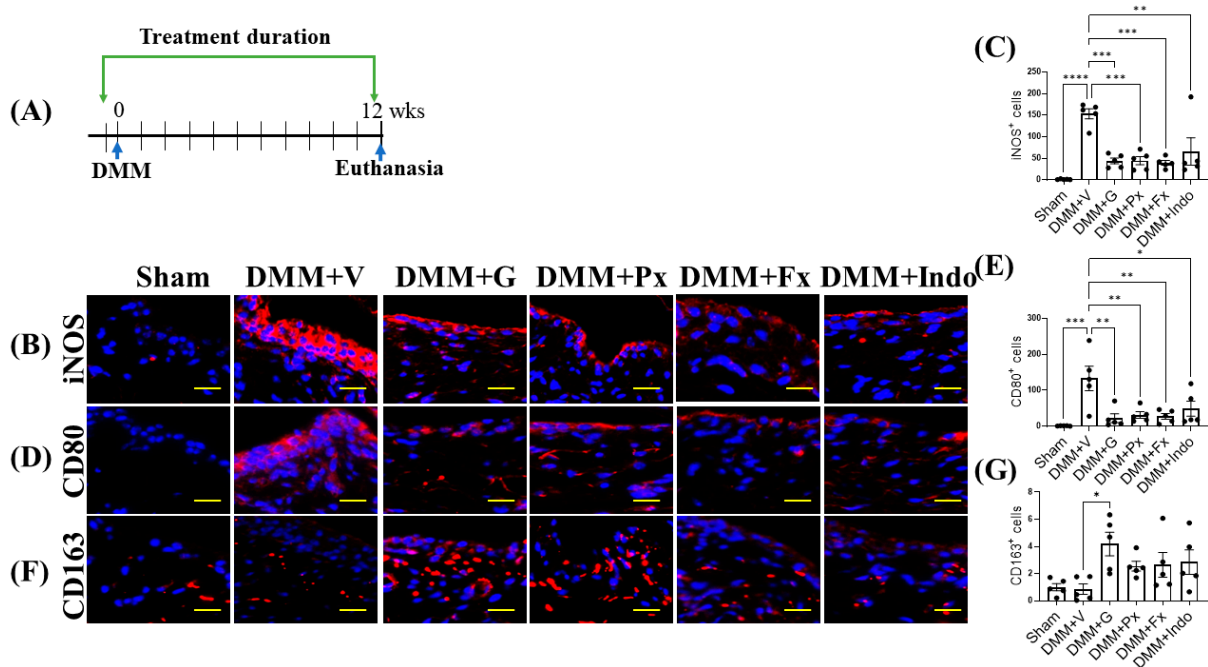 Treatment duration
(A)
0
12 wks
DMM
Euthanasia
(C)
**
***
***
****
***
iNOS+ cells
250
200
150
100
50
0
Sham
DMM+V
DMM+G
DMM+Px
DMM+Fx
DMM+Indo
Sham DMM+V DMM+G DMM+Px DMM+Fx DMM+Indo
(B)
iNOS
(D)
CD80
(F)
CD163
(E)
*
**
**
***
**
CD80+ cells
300
200
100
0
Sham
DMM+V
DMM+G
DMM+Px
DMM+Fx
DMM+Indo
(G)
*
CD163+ cells
8
6
4
2
0
Sham
DMM+V
DMM+G
DMM+Px
DMM+Fx
DMM+Indo